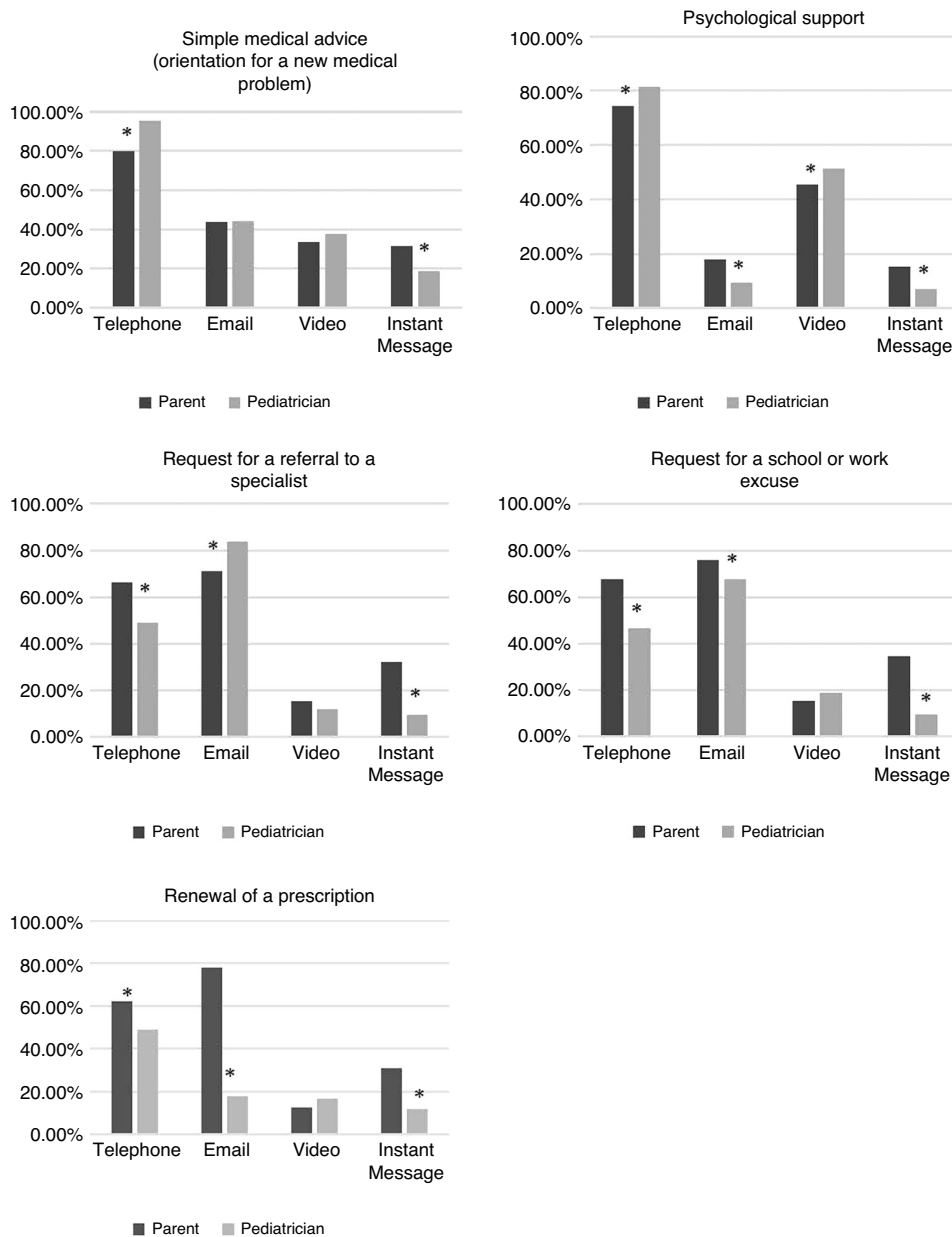 Simple medical advice
(orientation for a new medical
problem)
100.00%
*
80.00%
60.00%
40.00%
*
20.00%
0.00%
Telephone Email Video Instant
Message
Parent Pediatrician
Psychological support
100.00%
80.00%
*
60.00%
*
40.00%
20.00%
* *
0.00%
Telephone Email Video Instant
Message
Parent Pediatrician
Request for a referral to a
specialist
100.00%
80.00%
*
*
60.00%
40.00%
20.00%
*
0.00%
Telephone Email Video Instant
Message
Parent Pediatrician
Request for a school or work
excuse
100.00%
80.00%
*
60.00%
*
40.00%
20.00%
*
0.00%
Telephone Email Video Instant
Message
Parent Pediatrician
Renewal of a prescription
100.00%
80.00%
*
60.00%
40.00%
*
20.00%
*
0.00%
Telephone Email Video Instant
Message
Parent Pediatrician